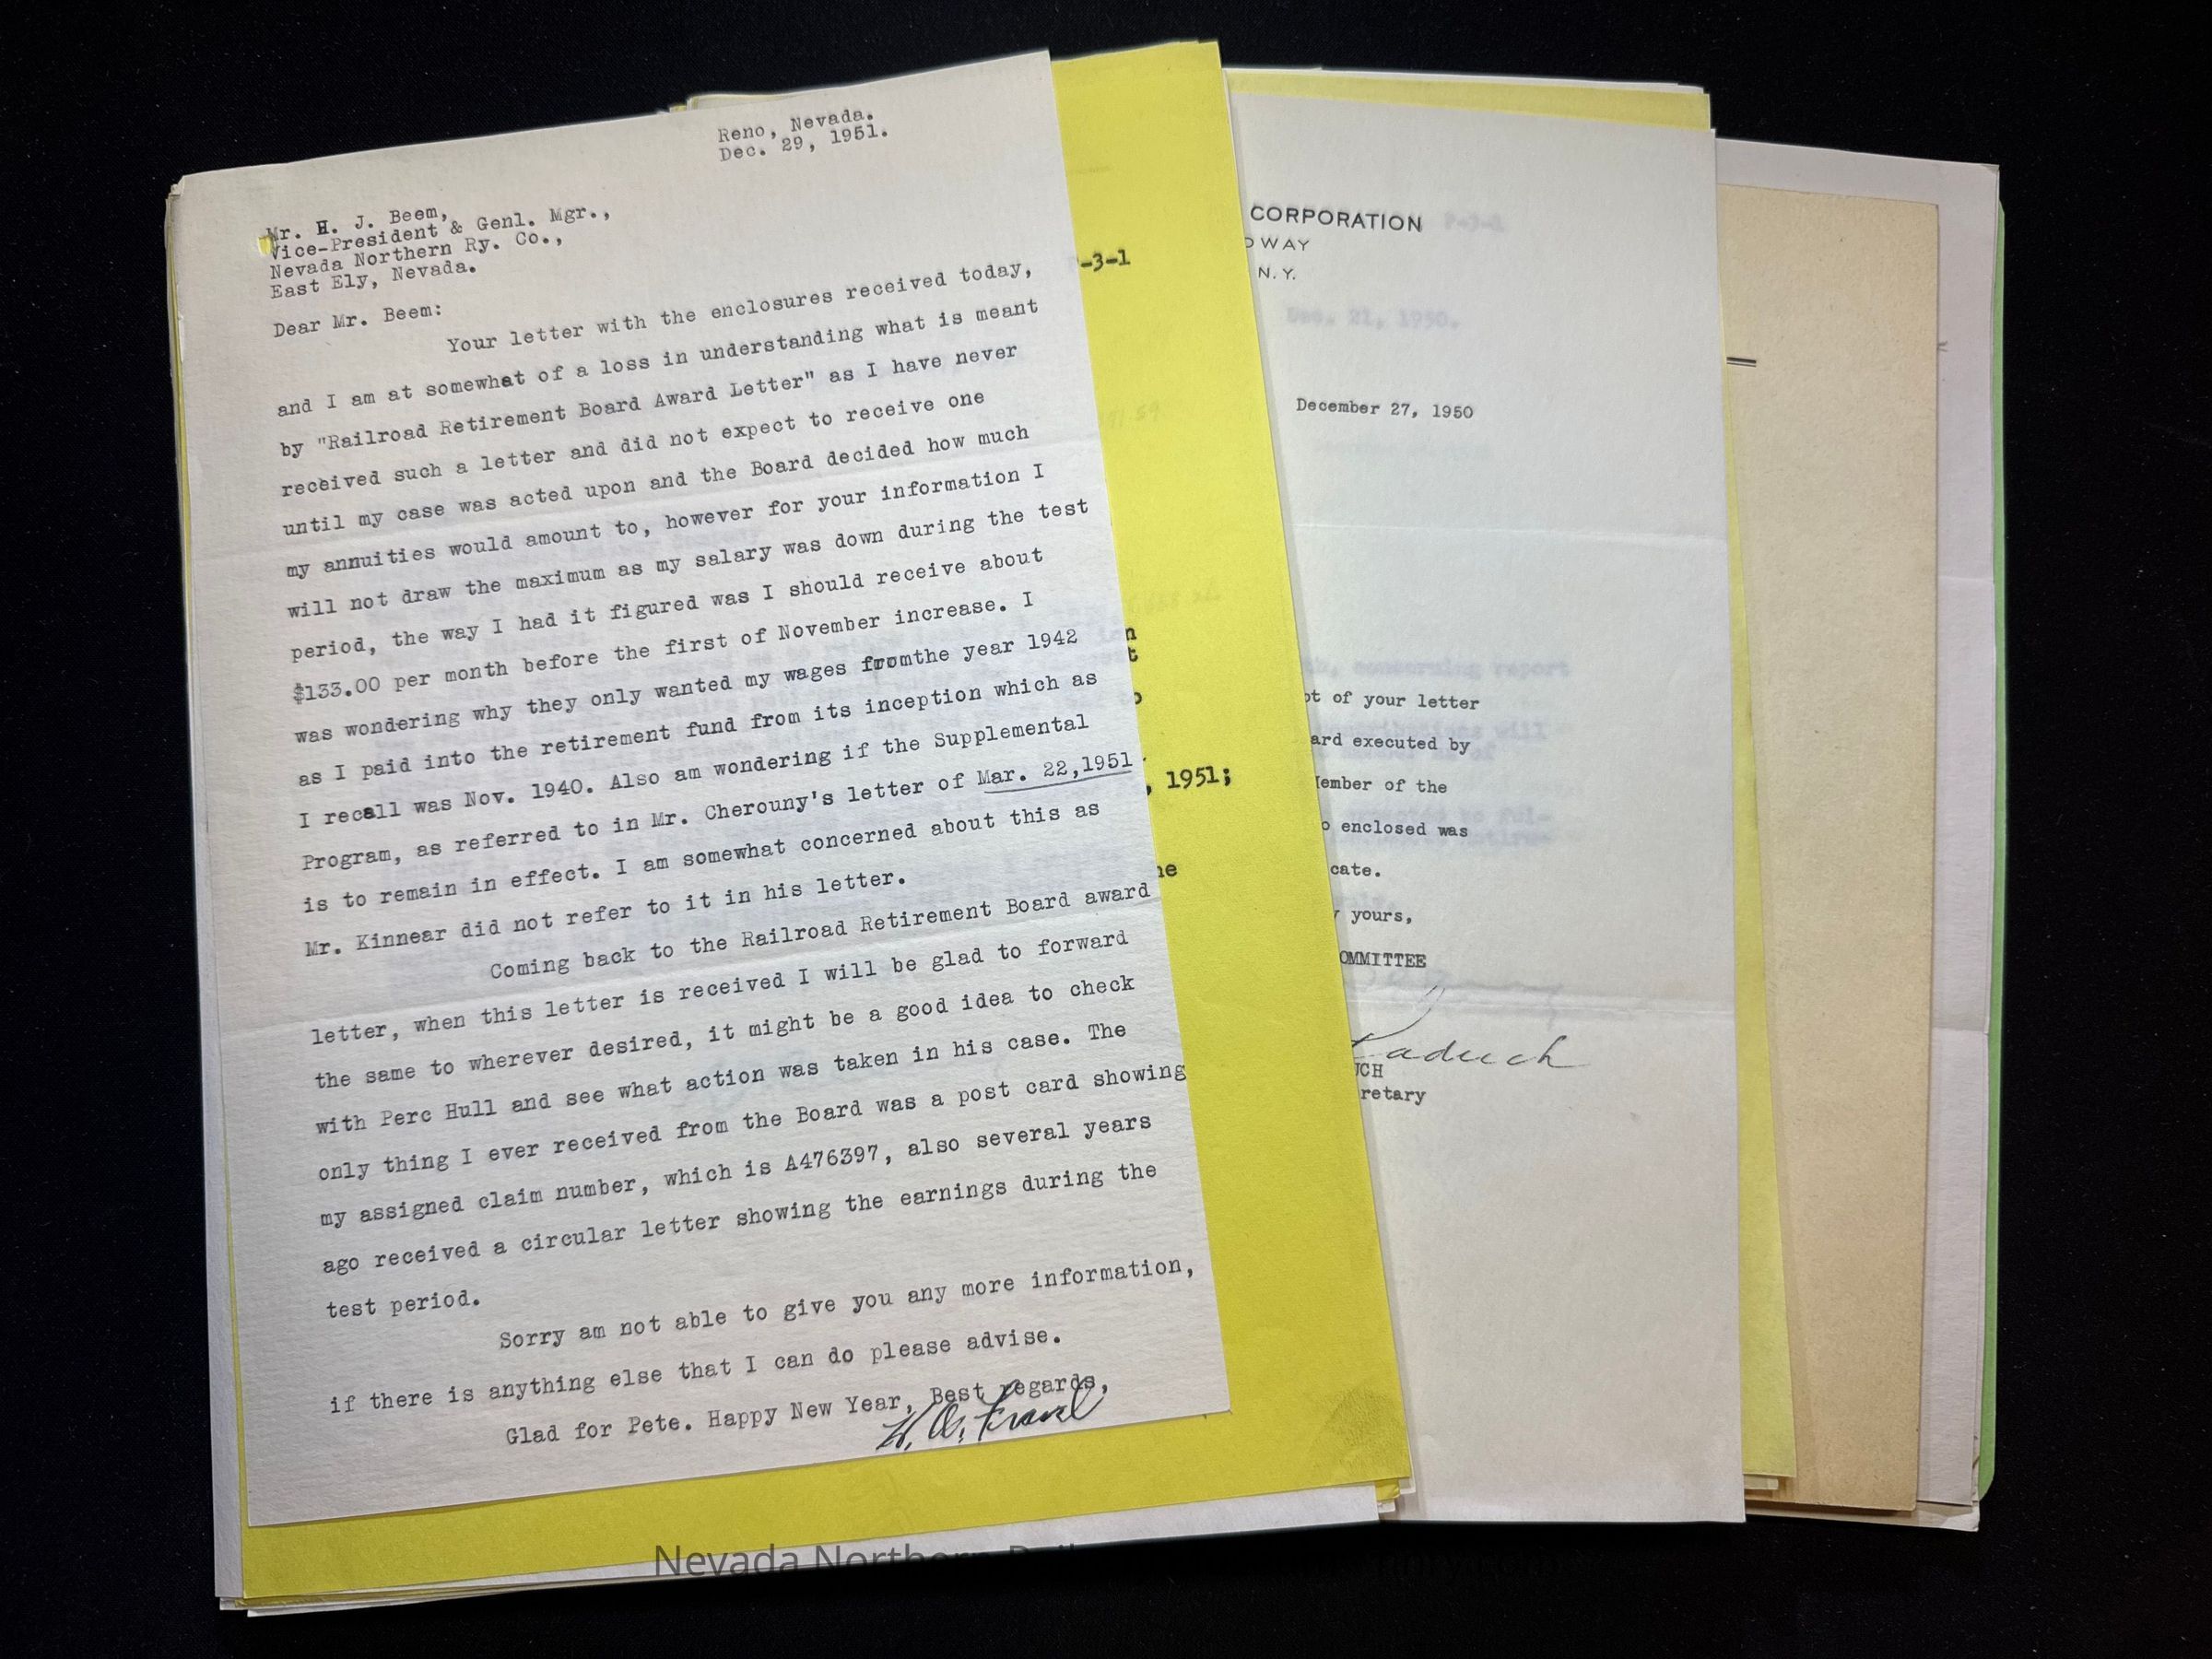 Reno, Nevada.
Dec. 29, 1951.
Mr. H. J. Beem,
Vice-President & Genl. Mgr.,
Nevada Northern Ry. Co.,
East Ely, Nevada.
Dear Mr. Beem:
Your letter with the enclosures received today,
and I am at somewhat of a loss in understanding what is meant
by "Railroad Retirement Board Award Letter" as I have never
received such a letter and did not expect to receive one
until my case was acted upon and the Board decided how much
my annuities would amount to, however for your information I
will not draw the maximum as my salary was down during the test
period, the way I had it figured was I should receive about
$133.00 per month before the first of November increase. I
was wondering why they only wanted my wages fromthe year 1942
as I paid into the retirement fund from its inception which as
I recall was Nov. 1940. Also am wondering if the Supplemental
Program, as referred to in Mr. Cherouny's letter of Mar. 22,1951
is to remain in effect. I am somewhat concerned about this as
Mr. Kinnear did not refer to it in his letter.
Coming back to the Railroad Retirement Board award
letter, when this letter is received I will be glad to forward
the same to wherever desired, it might be a good idea to check
with Perc Hull and see what action was taken in his case. The
only thing I ever received from the Board was a post card showing
my assigned claim number, which is A476397, also several years
ago received a circular letter showing the earnings during the
test period.
Sorry am not able to give you any more information,
if there is anything else that I can do please advise.
Glad for Pete. Happy New Year, Best regards,
-3-1
, 1951;
CORPORATION
N. Y.
Dec. 21, 1950.
December 27, 1950
, concerning report
of your letter
executed by
of the
enclosed was
yours,
Nevada Northern